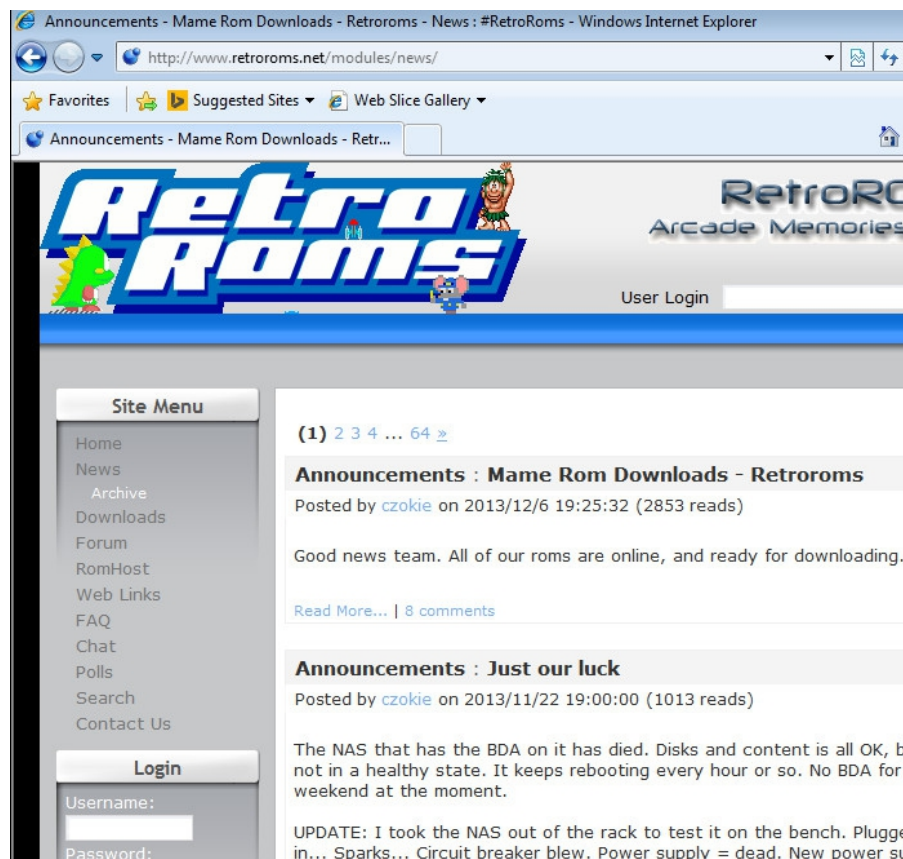 Announcements - Mame Rom Downloads - Retroroms - News : #RetroRoms - Windows Internet Explorer
http://www.retroroms.net/modules/news/
Favorites Suggested Sites Web Slice Gallery
Announcements - Mame Rom Downloads - Retr...
Retro
Roms
RetroRO
Arcade Memories
User Login
Site Menu
Home
News
Archive
Downloads
Forum
RomHost
Web Links
FAQ
Chat
Polls
Search
Contact Us
Login
Username:
Password:
(1) 2 3 4 ... 64 »
Announcements : Mame Rom Downloads - Retroroms
Posted by czokie on 2013/12/6 19:25:32 (2853 reads)
Good news team. All of our roms are online, and ready for downloading.
Read More... | 8 comments
Announcements : Just our luck
Posted by czokie on 2013/11/22 19:00:00 (1013 reads)
The NAS that has the BDA on it has died. Disks and content is all OK, b
not in a healthy state. It keeps rebooting every hour or so. No BDA for
weekend at the moment.
UPDATE: I took the NAS out of the rack to test it on the bench. Plugge
in... Sparks... Circuit breaker blew. Power supply = dead. New power su